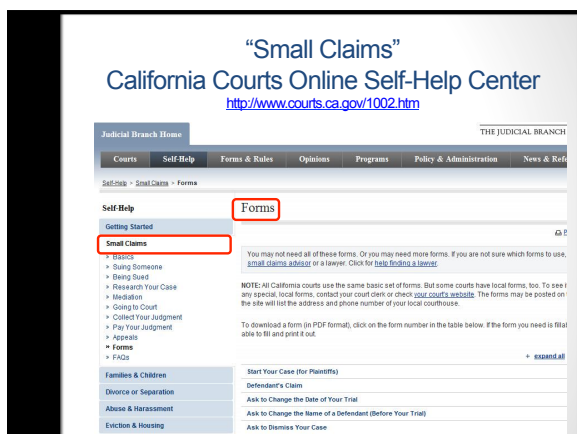 “Small Claims”
California Courts Online Self-Help Center
http://www.courts.ca.gov/1002.htm
Judicial Branch Home
THE JUDICIAL BRANCH
Courts Self-Help Forms & Rules Opinions Programs Policy & Administration News & Refe
Self-Help > Small Claims > Forms
Self-Help
Getting Started
Small Claims
Basics
Suing Someone
Being Sued
Research Your Case
Mediation
Going to Court
Collect Your Judgment
Pay Your Judgment
Appeals
Forms
FAQs
Families & Children
Divorce or Separation
Abuse & Harassment
Eviction & Housing
Forms
You may not need all of these forms. Or you may need more forms. If you are not sure which forms to use,
small claims advisor or a lawyer. Click for help finding a lawyer.
NOTE: All California courts use the same basic set of forms. But some courts have local forms, too. To see i
any special, local forms, contact your court clerk or check your court's website. The forms may be posted on
the site will list the address and phone number of your local courthouse.
To download a form (in PDF format), click on the form number in the table below. If the form you need is fillat
able to fill and print it out.
+ expand all
Start Your Case (for Plaintiffs)
Defendant's Claim
Ask to Change the Date of Your Trial
Ask to Change the Name of a Defendant (Before Your Trial)
Ask to Dismiss Your Case